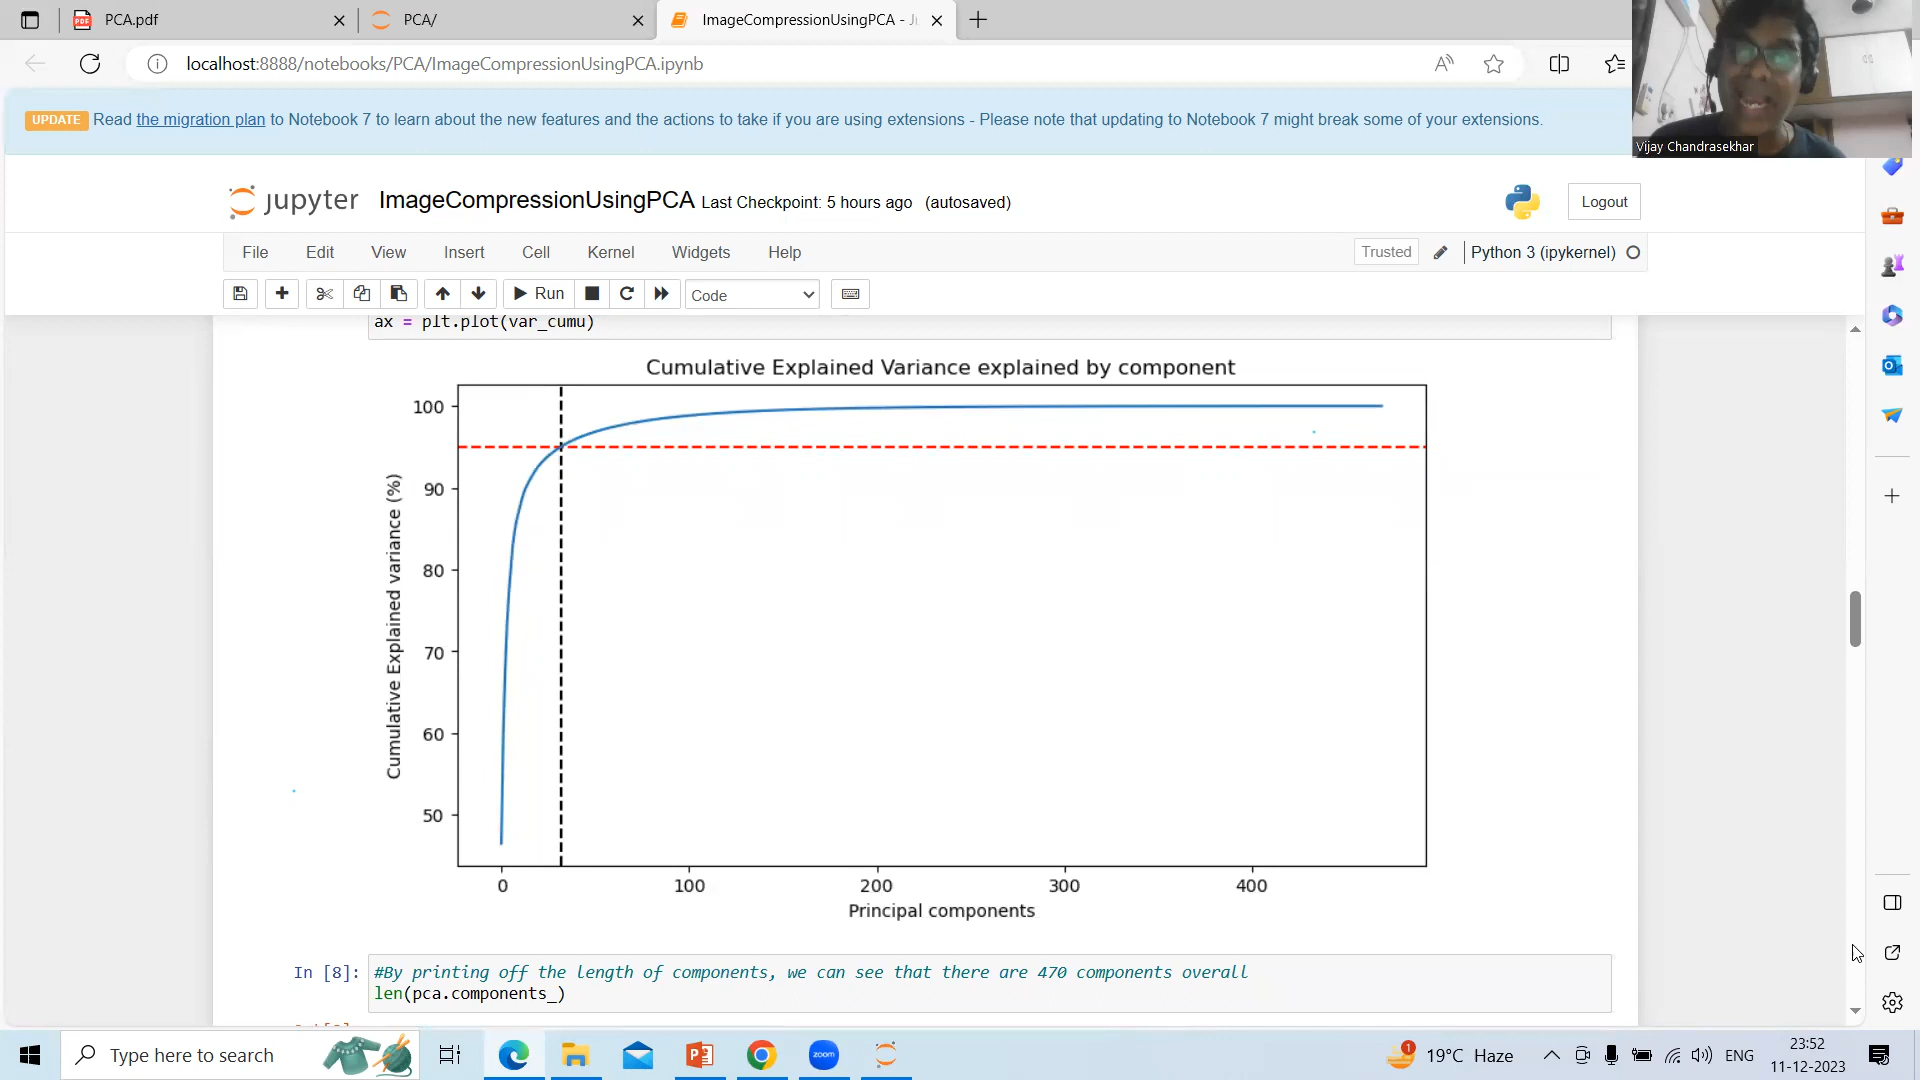 PCA.pdf
PCA/
ImageCompressionUsingPCA - J
localhost:8888/notebooks/PCA/ImageCompressionUsingPCA.ipynb
UPDATE Read the migration plan to Notebook 7 to learn about the new features and the actions to take if you are using extensions - Please note that updating to Notebook 7 might break some of your extensions.
Vijay Chandrasekhar
jupyter ImageCompressionUsingPCA Last Checkpoint: 5 hours ago (autosaved)
Logout
File Edit View Insert Cell Kernel Widgets Help
Trusted Python 3 (ipykernel)
Run Code
ax = plt.plot(var_cumu)
Cumulative Explained Variance explained by component
Cumulative Explained variance (%)
100
90
80
70
60
50
0 100 200 300 400
Principal components
In [8]: #By printing off the length of components, we can see that there are 470 components overall
len(pca.components_)
Type here to search
zoom
1
19°C Haze
ENG
23:52
11-12-2023